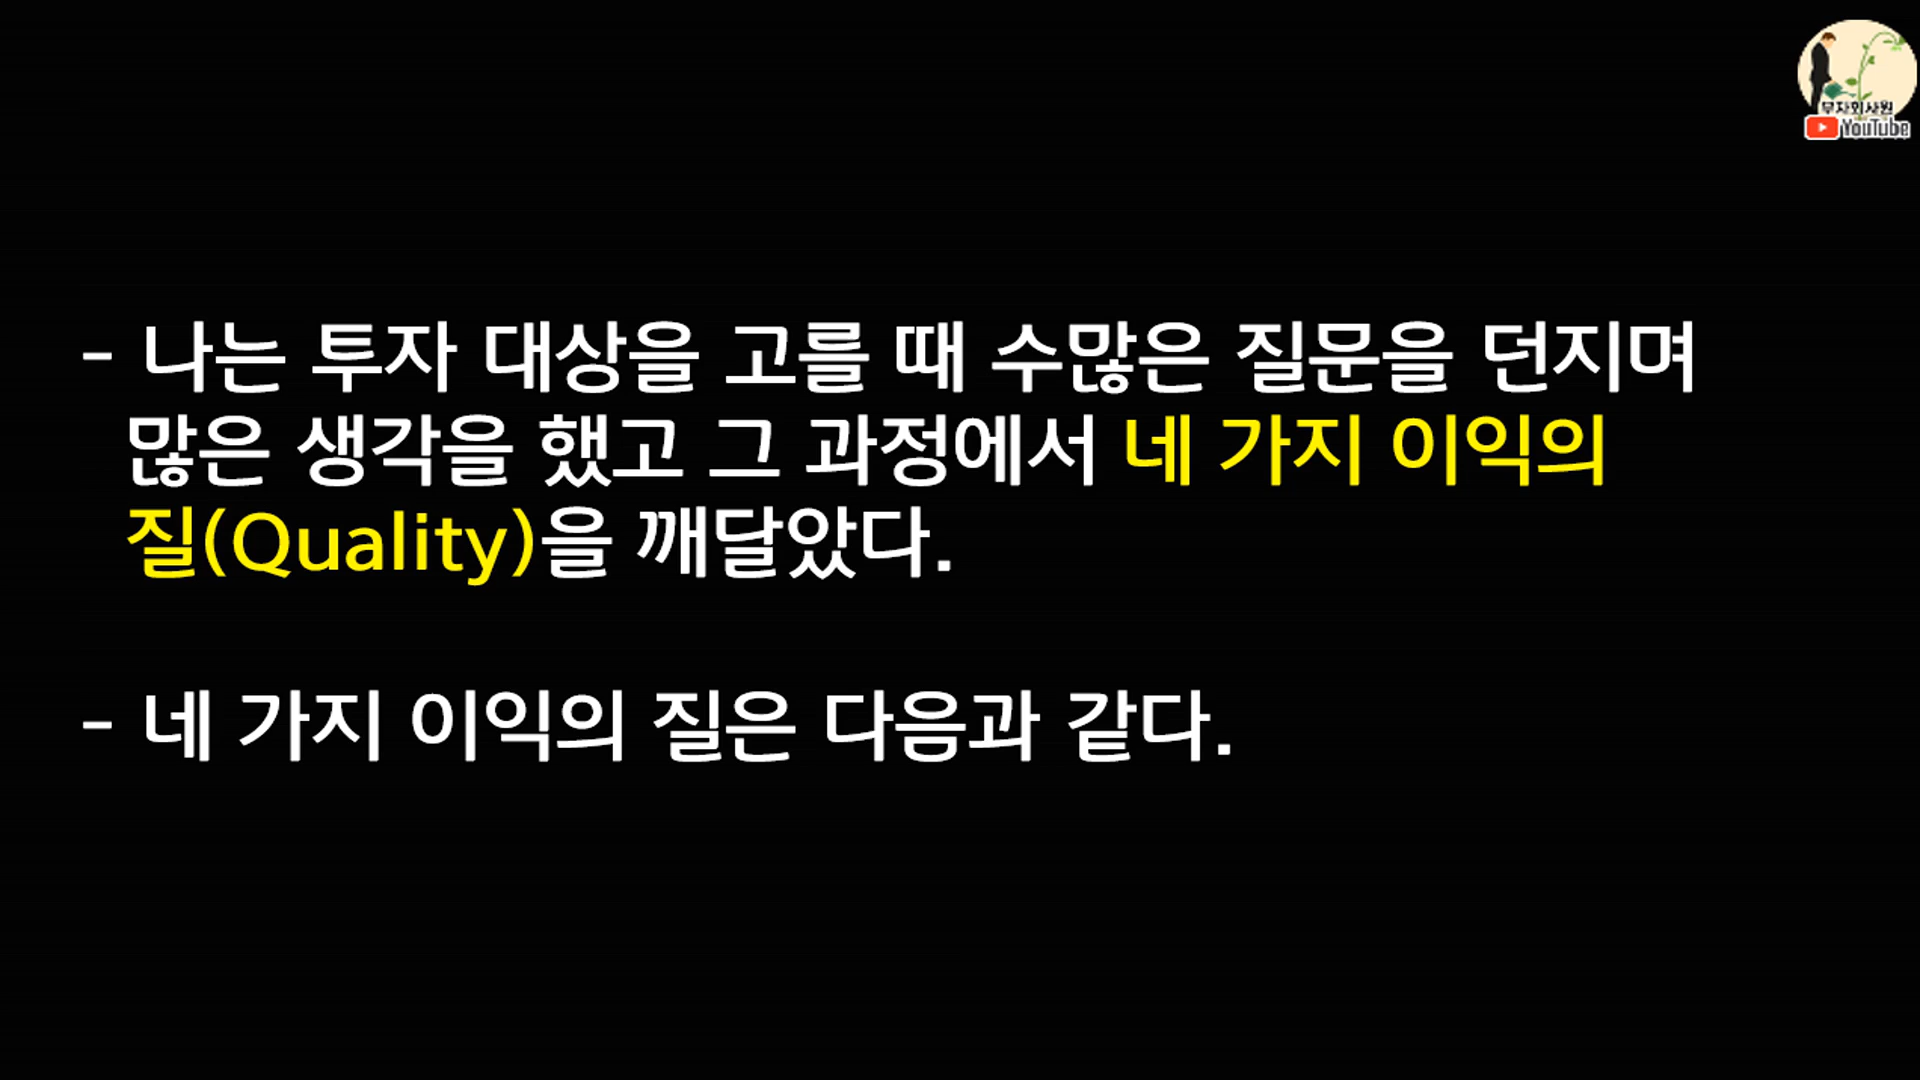 부자회사원
YouTube
- 나는 투자 대상을 고를 때 수많은 질문을 던지며
많은 생각을 했고 그 과정에서 네 가지 이익의
질(Quality)을 깨달았다.
- 네 가지 이익의 질은 다음과 같다.